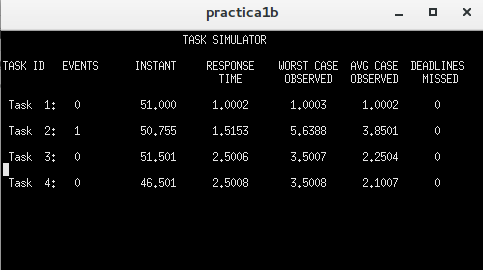 practica1b
TASK SIMULATOR
TASK ID EVENTS INSTANT RESPONSE WORST CASE AVG CASE DEADLINES
TIME OBSERVED OBSERVED MISSED
Task 1: 0 51.000 1.0002 1.0003 1.0002 0
Task 2: 1 50.755 1.5153 5.6388 3.8501 0
Task 3: 0 51.501 2.5006 3.5007 2.2504 0
Task 4: 0 46.501 2.5008 3.5008 2.1007 0